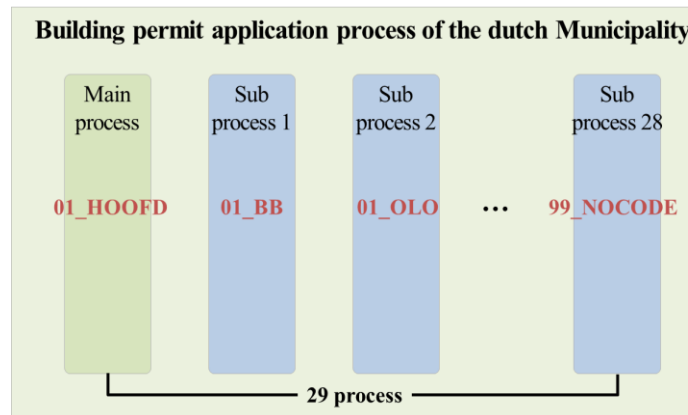 Building permit application process of the dutch Municipality
Main
process
Sub
process 1
Sub
process 2
Sub
process 28
01_HOOFD
01_BB
01_OLO
...
99_NOCODE
29 process